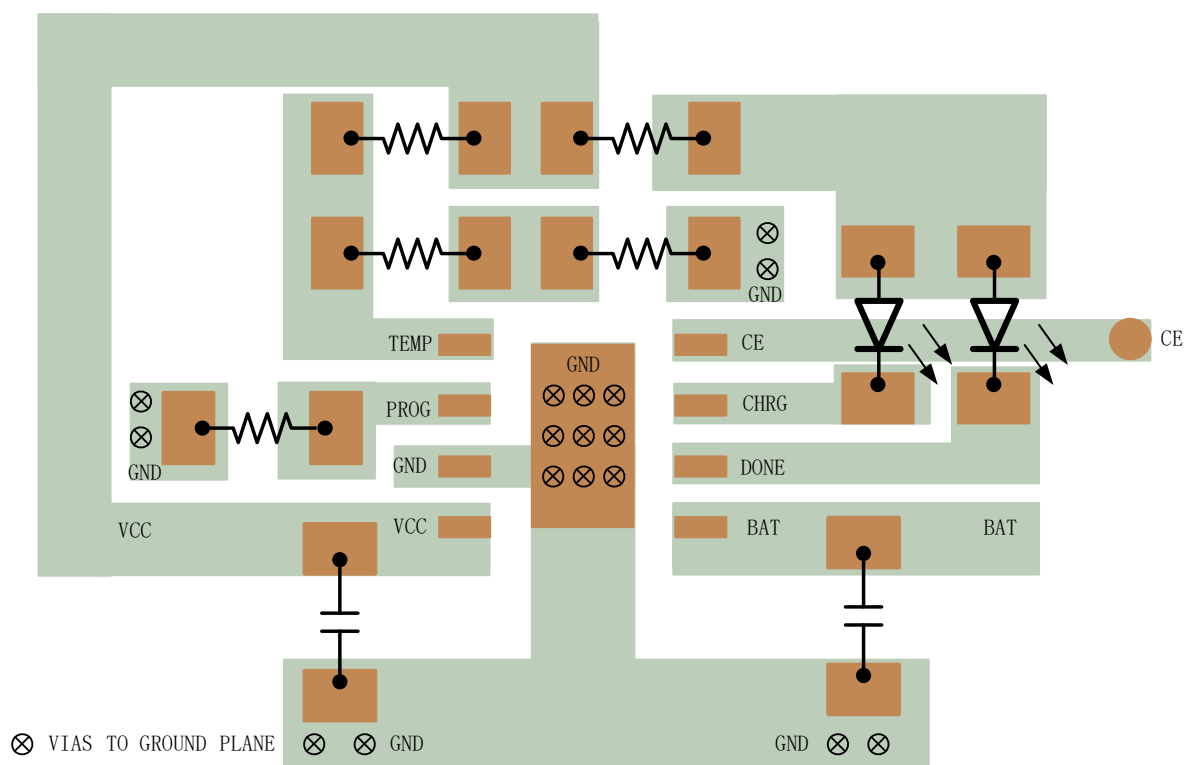 GND
TEMP
GND
CE
CE
PROG
CHRG
GND
GND
DONE
VCC
VCC
BAT
BAT
VIAS TO GROUND PLANE
GND
GND